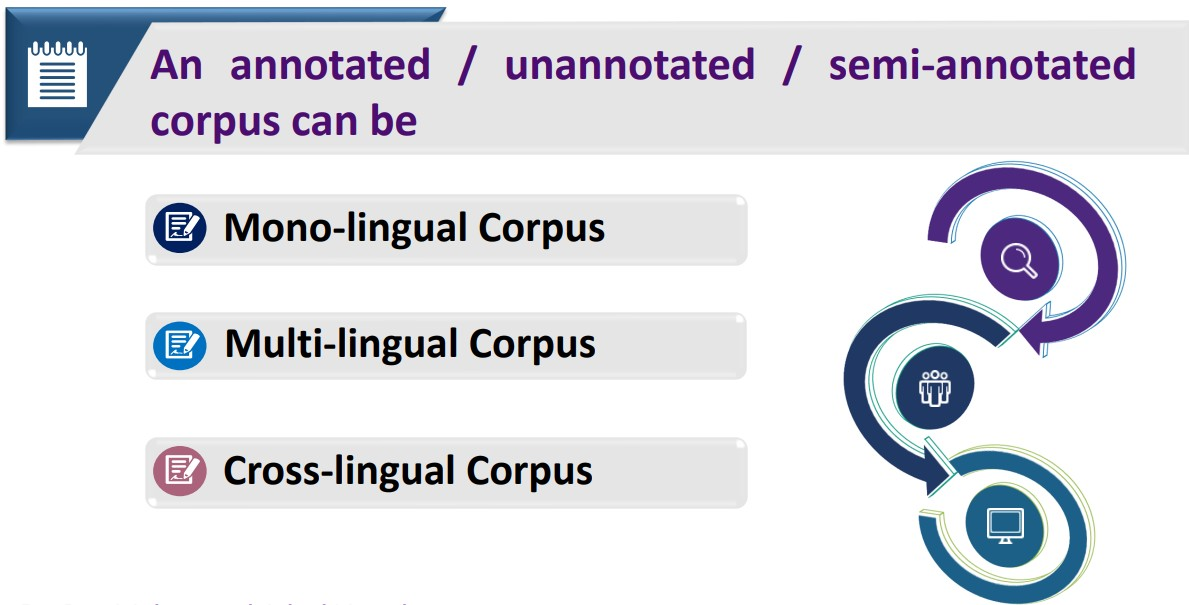 An annotated / unannotated / semi-annotated
corpus can be
Mono-lingual Corpus
Multi-lingual Corpus
Cross-lingual Corpus